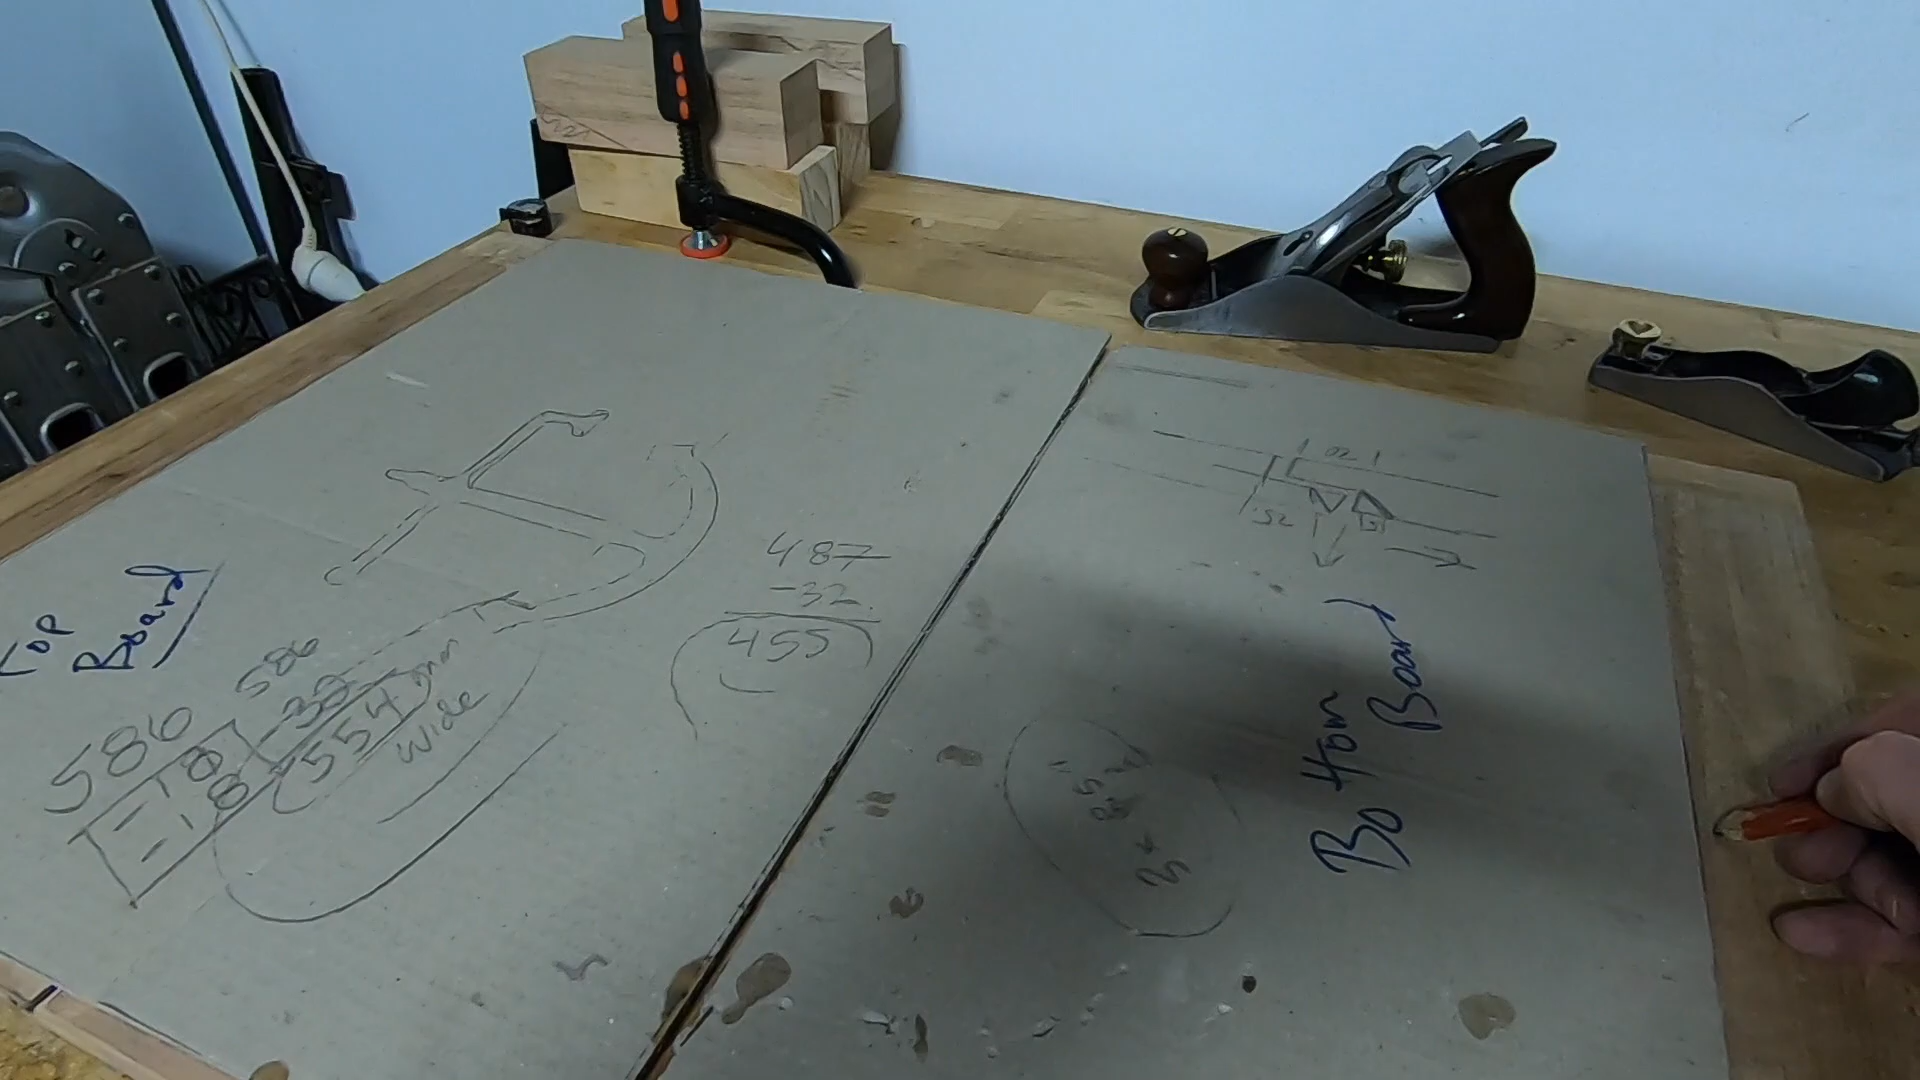 Top
Board
586
- 18
- 18
586
32
554 mm
wide
487
-32
455
Bottom
Board